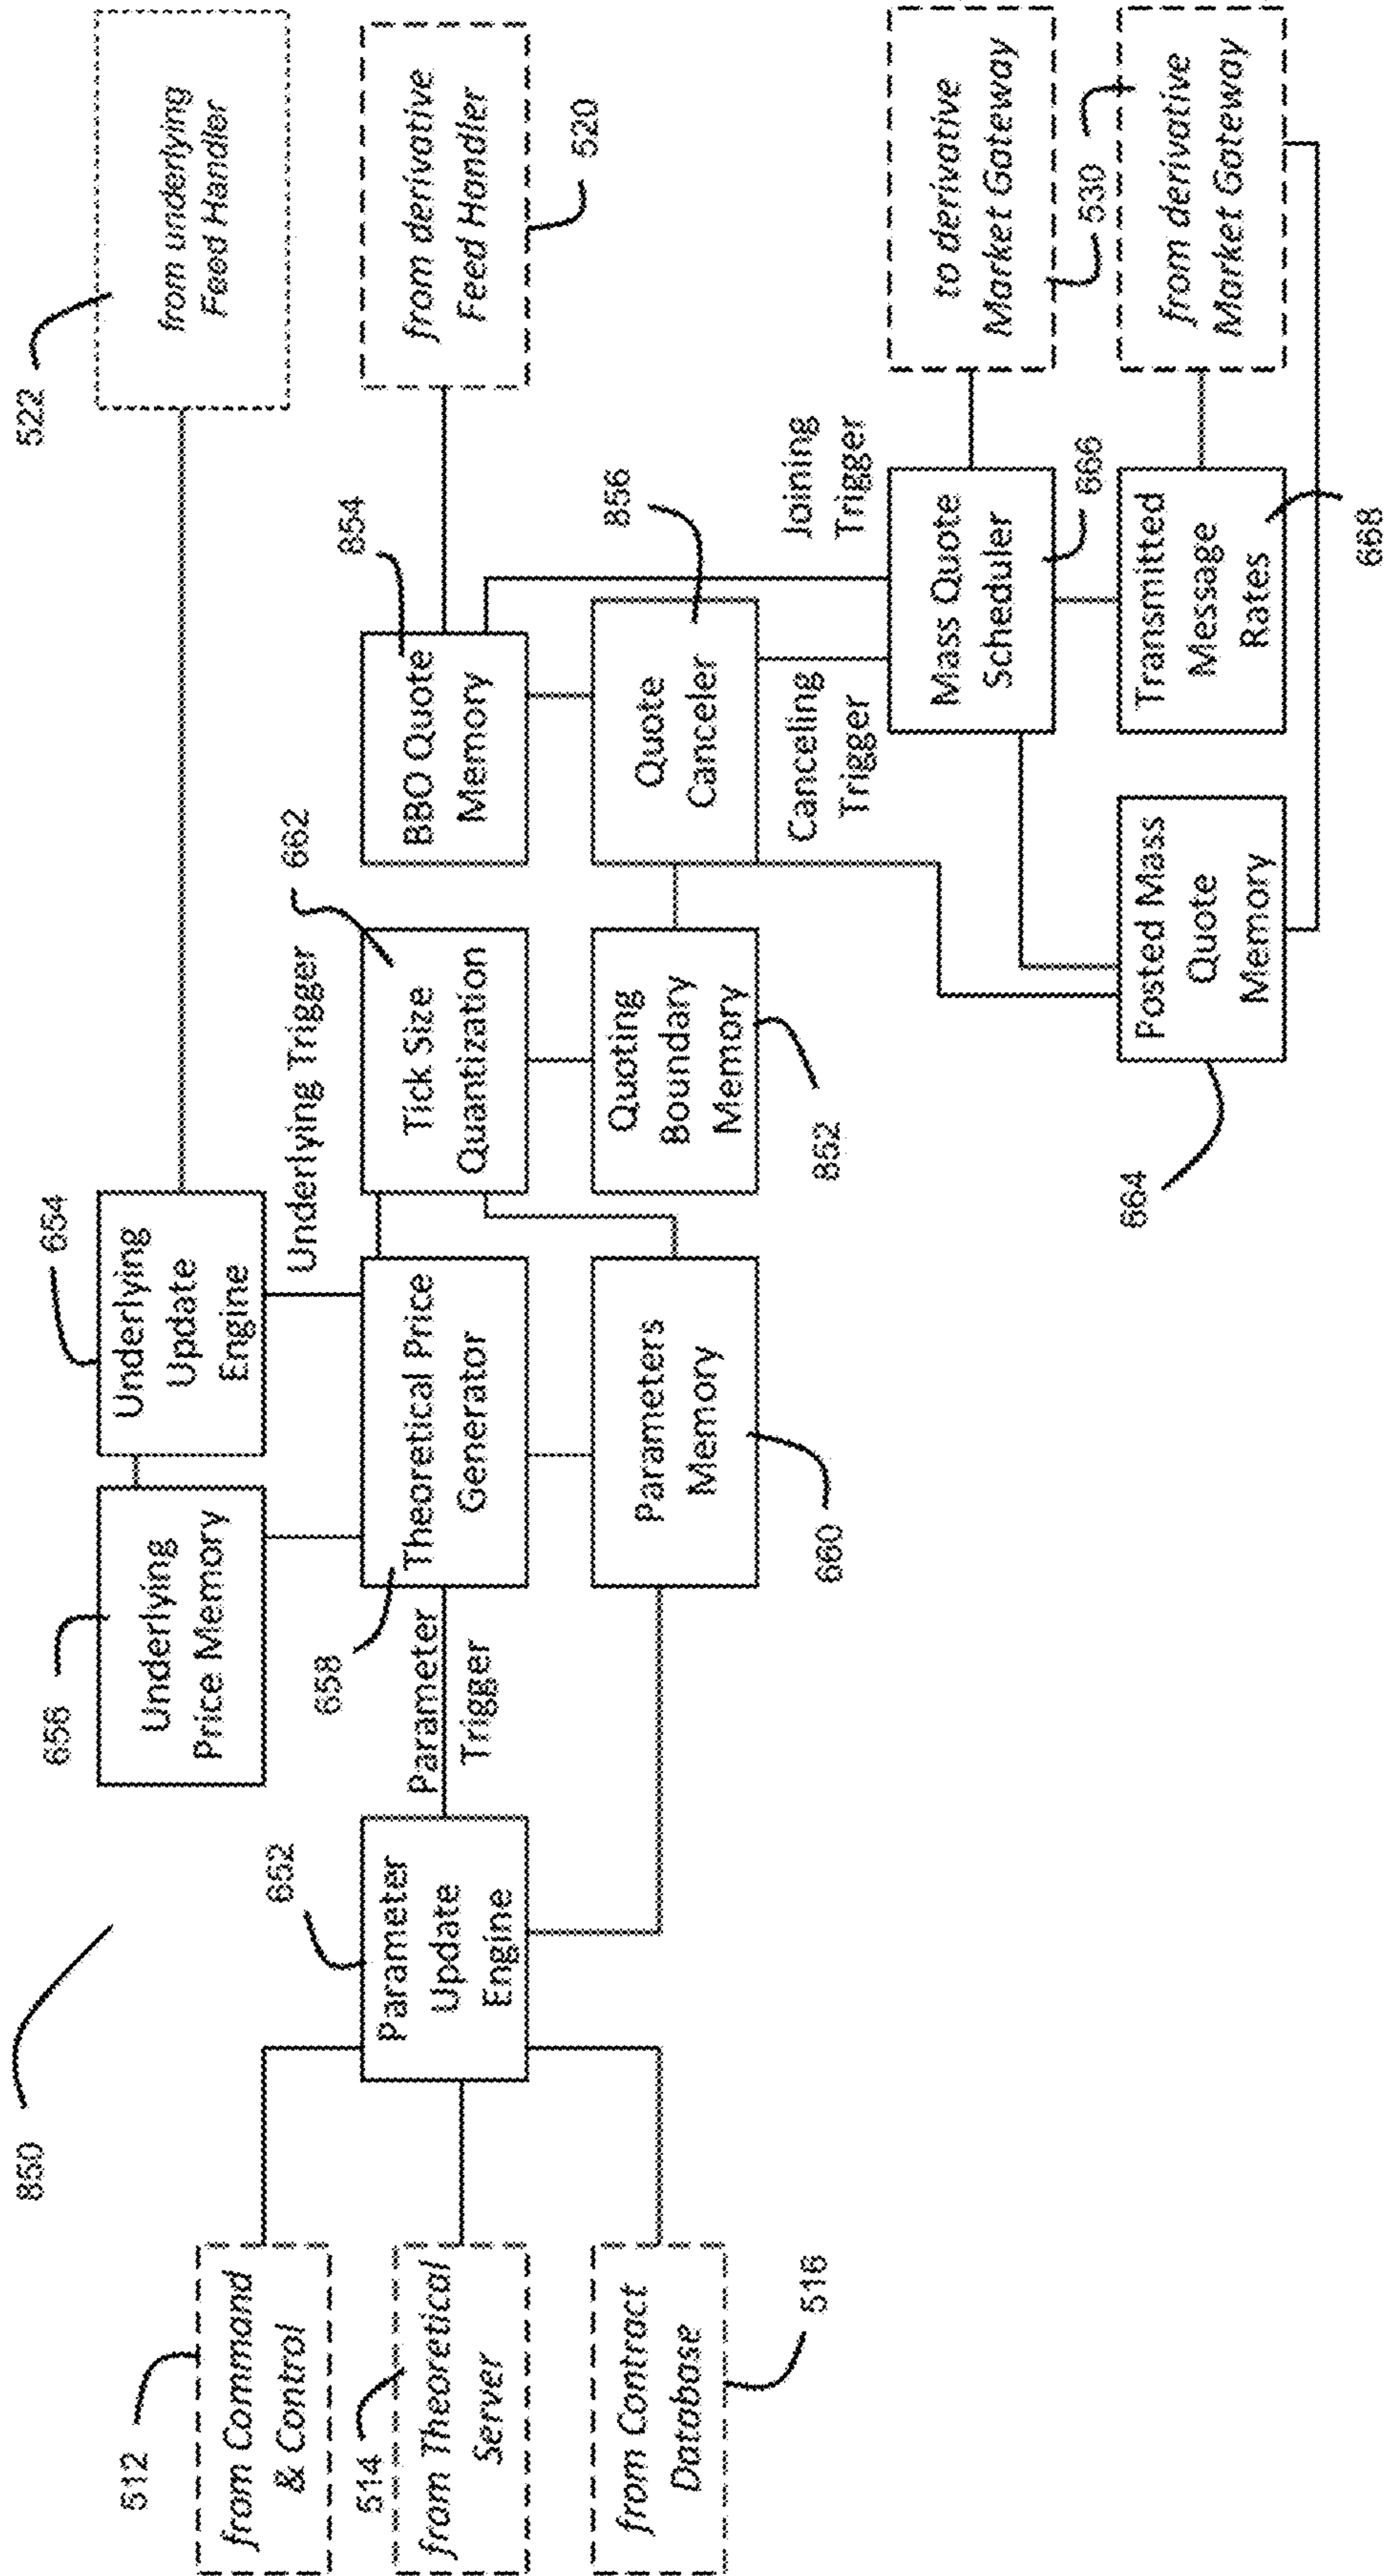 850
522
656
654
from underlying
Feed Handler
Underlying
Price Memory
Underlying
Update
Engine
512
from Command
& Control
652
658
Underlying Trigger
662
854
514
from Theoretical
Server
Parameter
Update
Engine
Parameter
Trigger
Theoretical Price
Generator
Tick Size
Quantization
BBO Quote
Memory
from derivative
Feed Handler
520
from Contract
Database
516
Parameters
Memory
660
Quoting
Boundary
Memory
852
Quote
Canceler
856
Canceling
Trigger
Joining
Trigger
Mass Quote
Scheduler
666
to derivative
Market Gateway
530
864
Posted Mass
Quote
Memory
Transmitted
Message
Rates
668
from derivative
Market Gateway